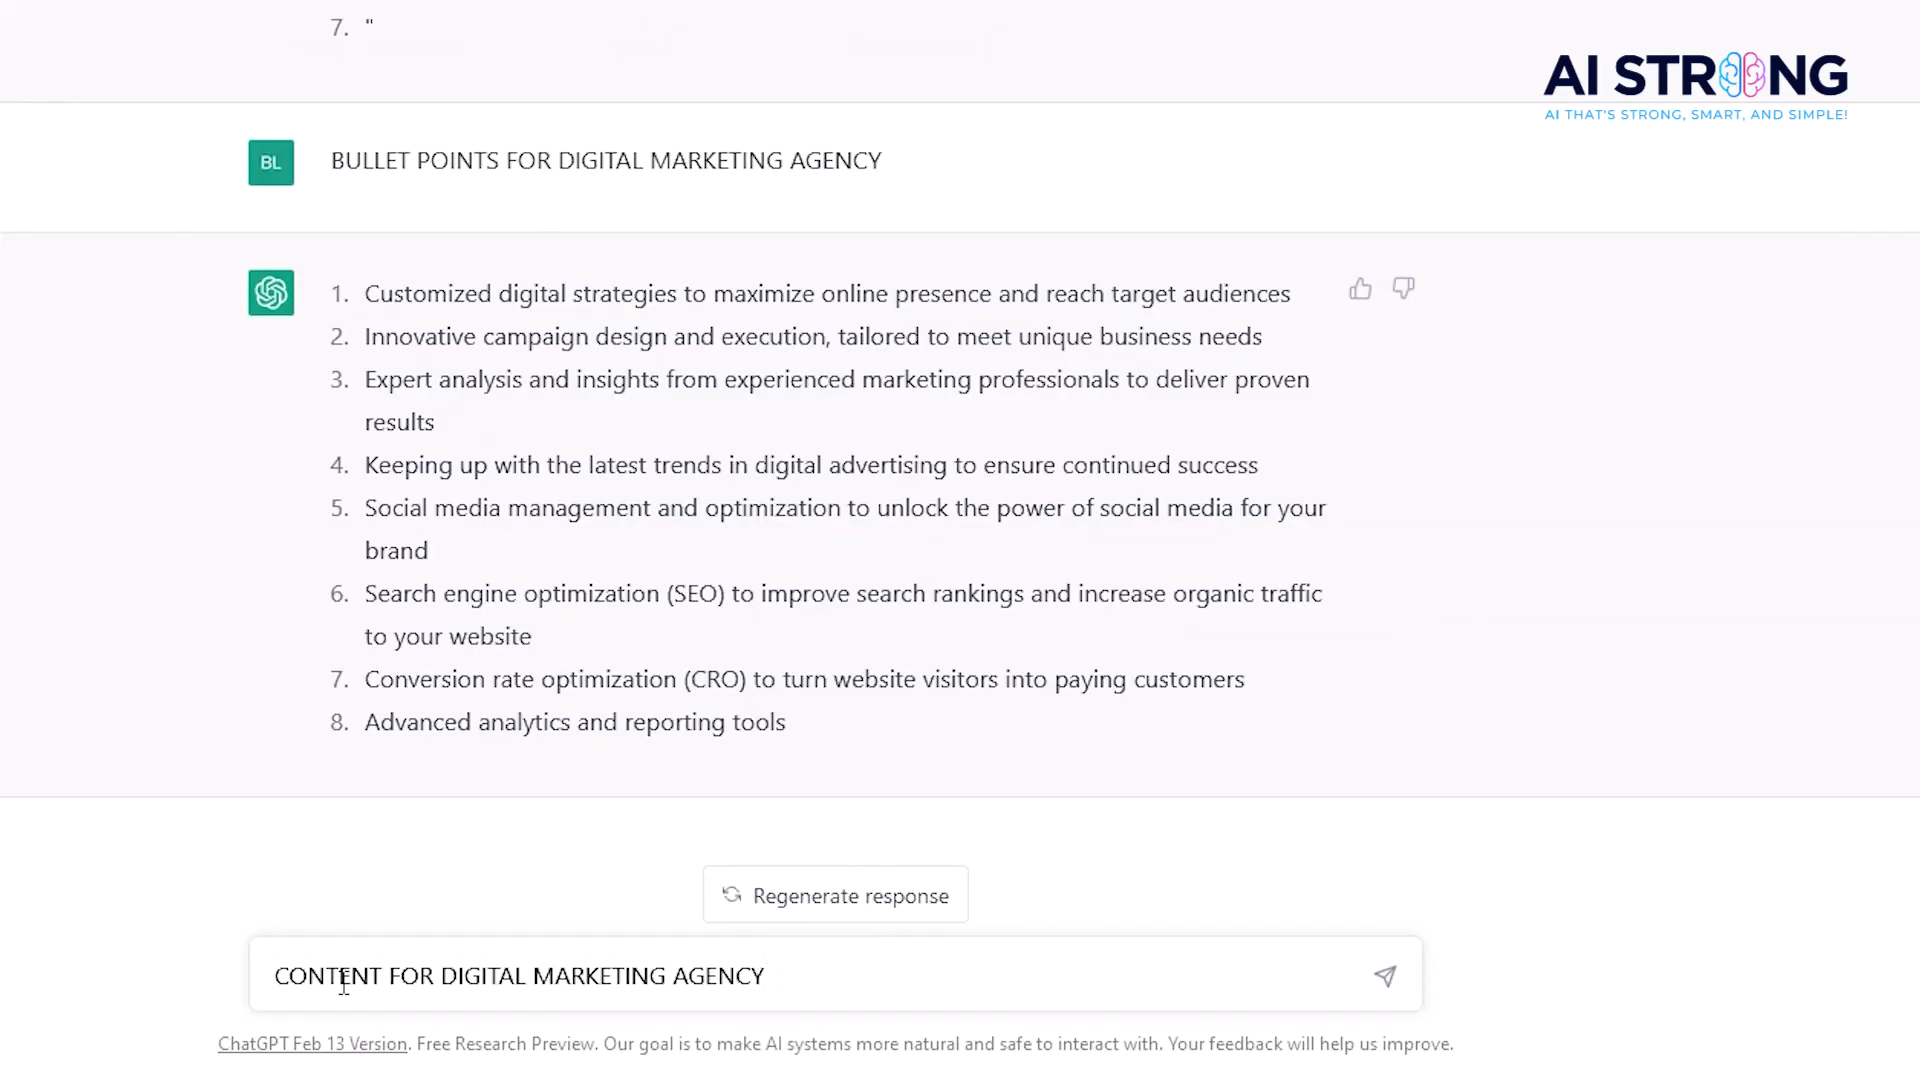 7. "
AI STRONG
AI THAT'S STRONG, SMART, AND SIMPLE!
BL
BULLET POINTS FOR DIGITAL MARKETING AGENCY
1. Customized digital strategies to maximize online presence and reach target audiences
2. Innovative campaign design and execution, tailored to meet unique business needs
3. Expert analysis and insights from experienced marketing professionals to deliver proven
results
4. Keeping up with the latest trends in digital advertising to ensure continued success
5. Social media management and optimization to unlock the power of social media for your
brand
6. Search engine optimization (SEO) to improve search rankings and increase organic traffic
to your website
7. Conversion rate optimization (CRO) to turn website visitors into paying customers
8. Advanced analytics and reporting tools
Regenerate response
CONTENT FOR DIGITAL MARKETING AGENCY
ChatGPT Feb 13 Version. Free Research Preview. Our goal is to make AI systems more natural and safe to interact with. Your feedback will help us improve.